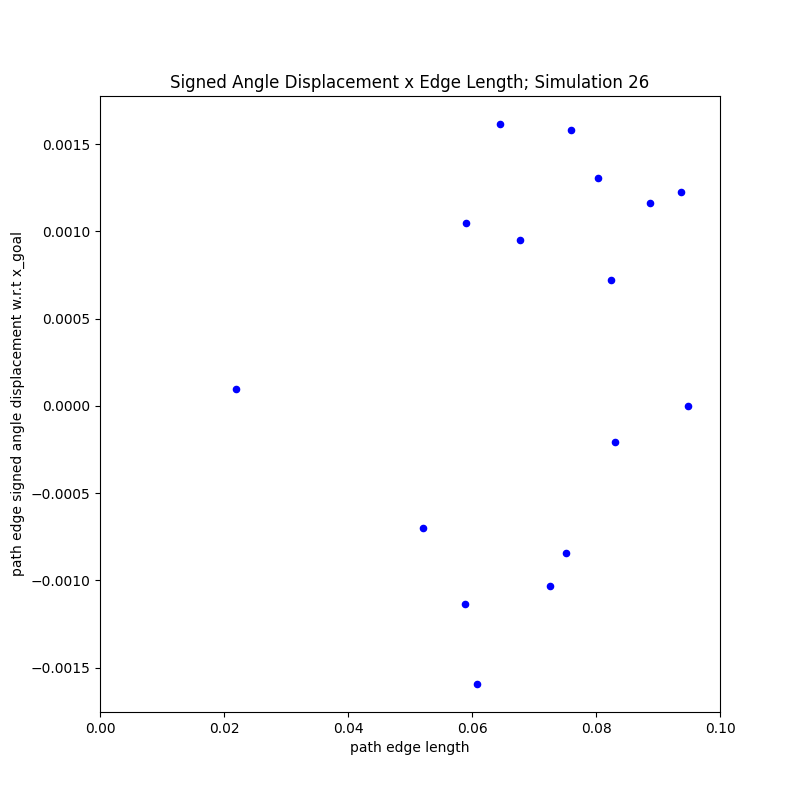 Signed Angle Displacement x Edge Length; Simulation 26
path edge signed angle displacement w.r.t x_goal
0.0015
0.0010
0.0005
0.0000
−0.0005
−0.0010
−0.0015
0.00 0.02 0.04 0.06 0.08 0.10
path edge length